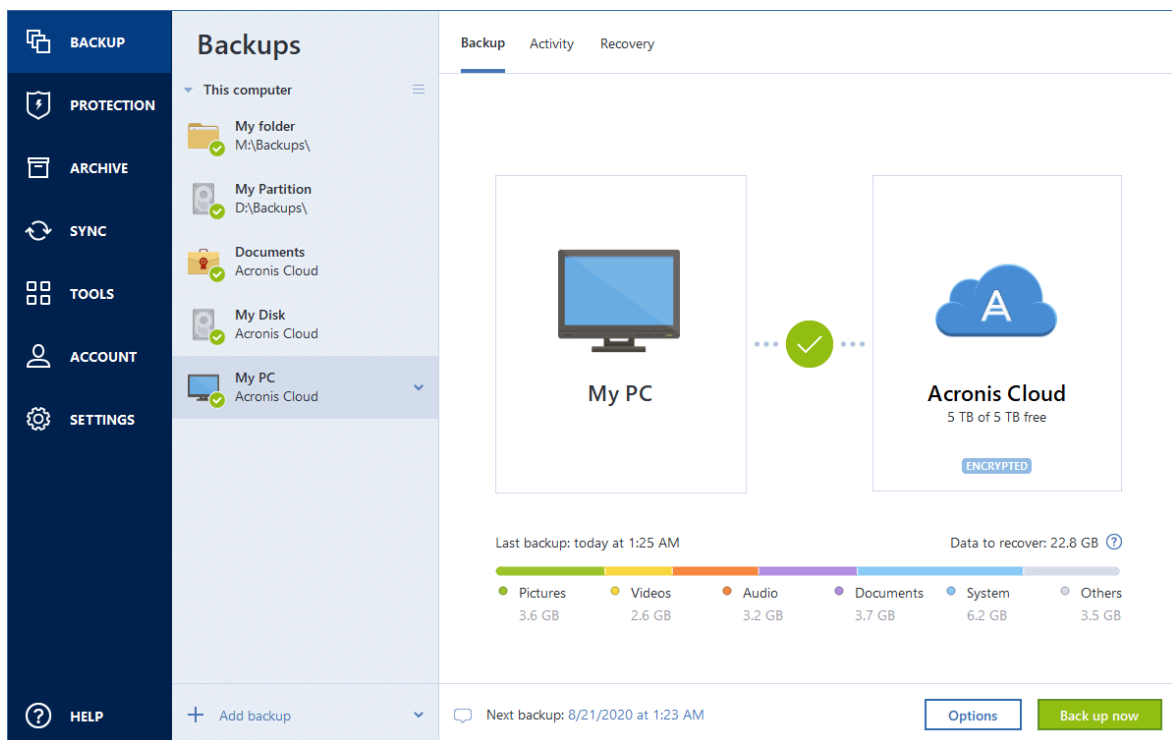 BACKUP
PROTECTION
ARCHIVE
SYNC
TOOLS
ACCOUNT
SETTINGS
HELP
Backups
This computer
My folder
M:\Backups\
My Partition
D:\Backups\
Documents
Acronis Cloud
My Disk
Acronis Cloud
My PC
Acronis Cloud
Add backup
Backup Activity Recovery
My PC
A
Acronis Cloud
5 TB of 5 TB free
ENCRYPTED
Last backup: today at 1:25 AM Data to recover: 22.8 GB ?
Pictures Videos Audio Documents System Others
3.6 GB 2.6 GB 3.2 GB 3.7 GB 6.2 GB 3.5 GB
Next backup: 8/21/2020 at 1:23 AM Options Back up now